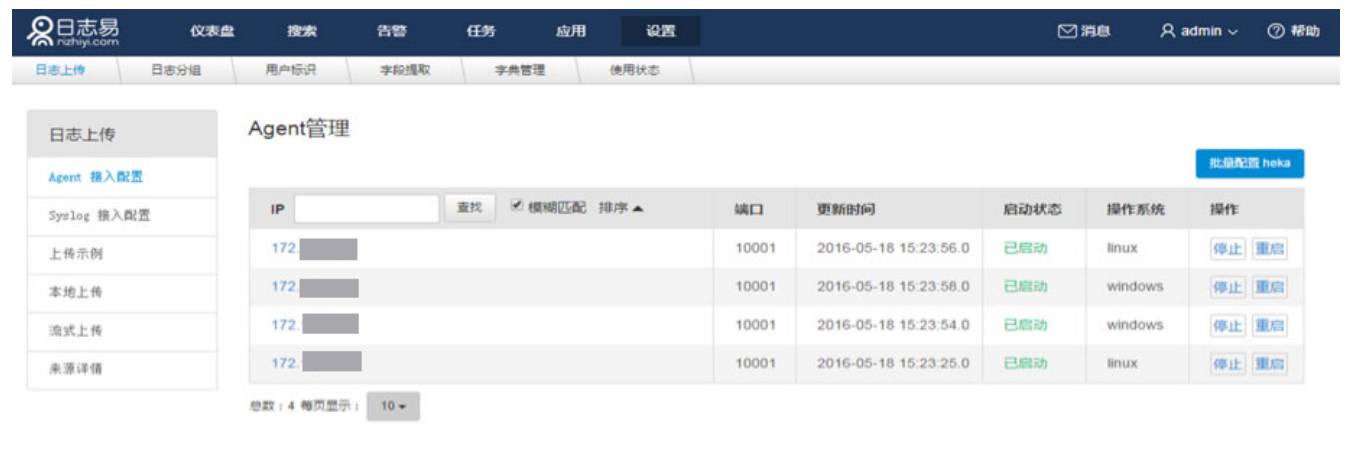 日志易 rizhiyi.com 仪表盘 搜索 告警 任务 应用 设置 消息 admin 帮助
日志上传 日志分组 用户标识 字段提取 字典管理 使用状态
日志上传
Agent 接入配置
Syslog 接入配置
上传示例
本地上传
流式上传
来源详情
Agent管理
批量配置 heka
IP 查找 模糊匹配 排序 端口 更新时间 启动状态 操作系统 操作
172. 10001 2016-05-18 15:23:56.0 已启动 linux 停止 重启
172. 10001 2016-05-18 15:23:58.0 已启动 windows 停止 重启
172. 10001 2016-05-18 15:23:54.0 已启动 windows 停止 重启
172. 10001 2016-05-18 15:23:25.0 已启动 linux 停止 重启
总数：4 每页显示： 10